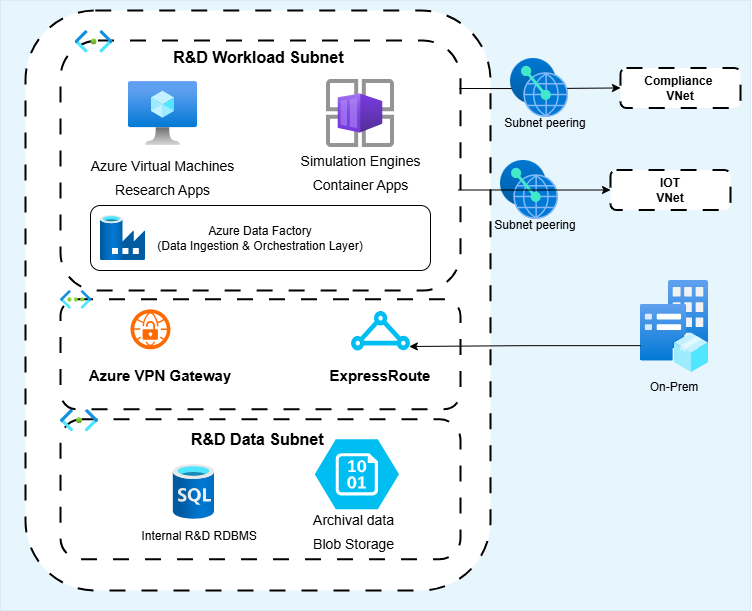 R&D Workload Subnet
Azure Virtual Machines
Research Apps
Simulation Engines
Container Apps
Azure Data Factory
(Data Ingestion & Orchestration Layer)
Subnet peering
Compliance
VNet
Subnet peering
IOT
VNet
Azure VPN Gateway
ExpressRoute
On-Prem
R&D Data Subnet
SQL
Internal R&D RDBMS
10
01
Archival data
Blob Storage